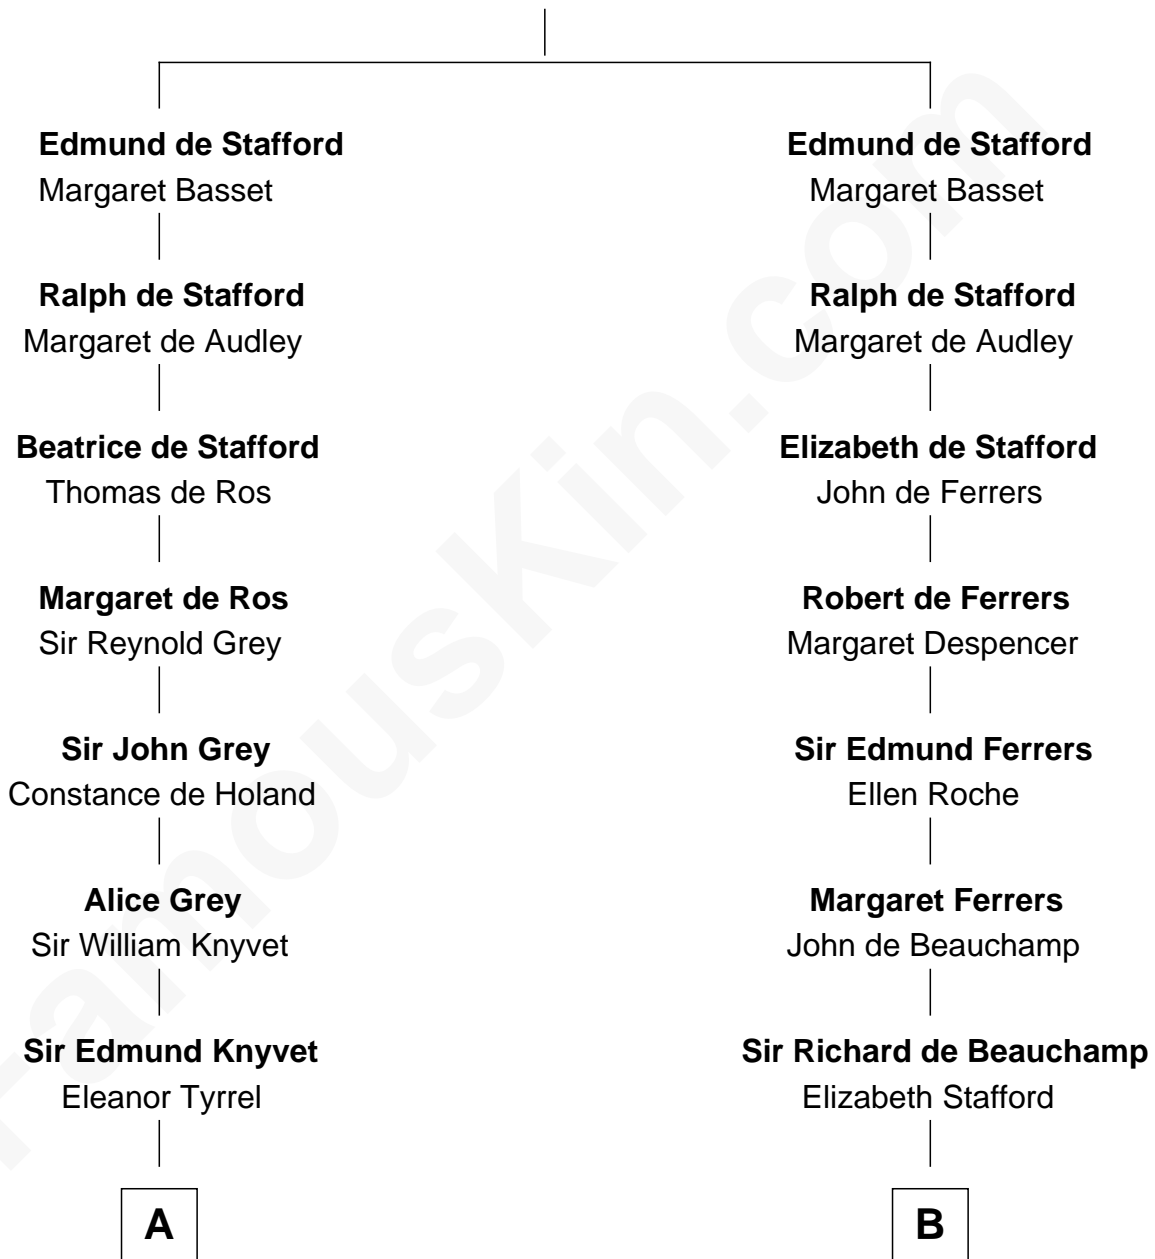 Edmund de Stafford
Margaret Basset
Ralph de Stafford
Margaret de Audley
Beatrice de Stafford
Thomas de Ros
Margaret de Ros
Sir Reynold Grey
Sir John Grey
Constance de Holand
Alice Grey
Sir William Knyvet
Sir Edmund Knyvet
Eleanor Tyrrel
A
Edmund de Stafford
Margaret Basset
Ralph de Stafford
Margaret de Audley
Elizabeth de Stafford
John de Ferrers
Robert de Ferrers
Margaret Despencer
Sir Edmund Ferrers
Ellen Roche
Margaret Ferrers
John de Beauchamp
Sir Richard de Beauchamp
Elizabeth Stafford
B
FamousKin.com